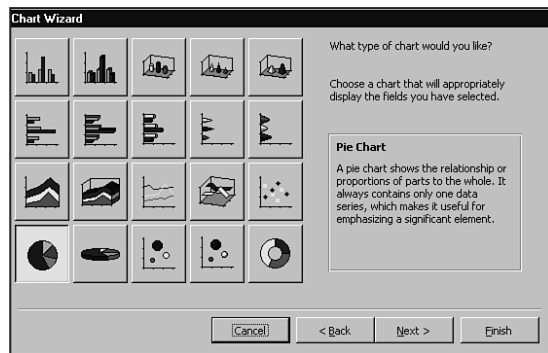 Chart Wizard
What type of chart would you like?
Choose a chart that will appropriately
display the fields you have selected.
Pie Chart
A pie chart shows the relationship or
proportions of parts to the whole. It
always contains only one data
series, which makes it useful for
emphasizing a significant element.
Cancel
< Back
Next >
Finish